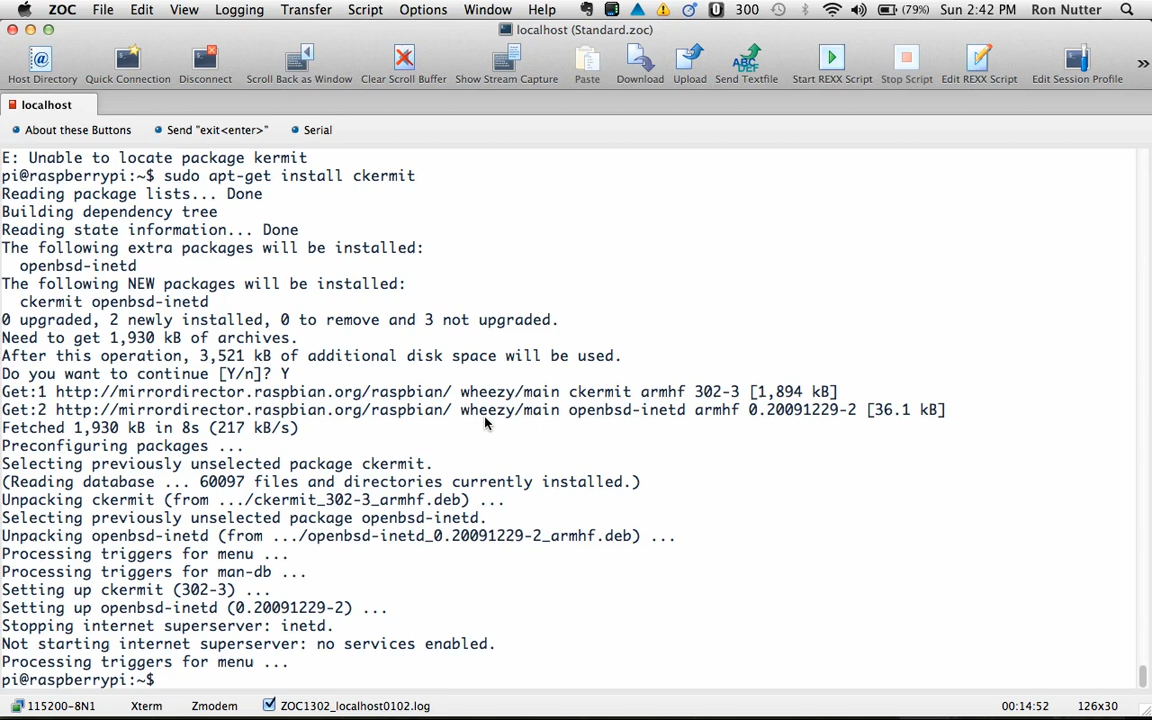 ZOC File Edit View Logging Transfer Script Options Window Help 300 (79%) Sun 2:42 PM Ron Nutter
localhost (Standard.zoc)
Host Directory Quick Connection Disconnect Scroll Back as Window Clear Scroll Buffer Show Stream Capture Paste Download Upload Send Textfile Start REXX Script Stop Script Edit REXX Script Edit Session Profile
localhost
About these Buttons Send "exit<enter>" Serial
E: Unable to locate package kermit
pi@raspberrypi:~$ sudo apt-get install ckermit
Reading package lists... Done
Building dependency tree
Reading state information... Done
The following extra packages will be installed:
openbsd-inetd
The following NEW packages will be installed:
ckermit openbsd-inetd
0 upgraded, 2 newly installed, 0 to remove and 3 not upgraded.
Need to get 1,930 kB of archives.
After this operation, 3,521 kB of additional disk space will be used.
Do you want to continue [Y/n]? Y
Get:1 http://mirrordirector.raspbian.org/raspbian/ wheezy/main ckermit armhf 302-3 [1,894 kB]
Get:2 http://mirrordirector.raspbian.org/raspbian/ wheezy/main openbsd-inetd armhf 0.20091229-2 [36.1 kB]
Fetched 1,930 kB in 8s (217 kB/s)
Preconfiguring packages ...
Selecting previously unselected package ckermit.
(Reading database ... 60097 files and directories currently installed.)
Unpacking ckermit (from .../ckermit_302-3_armhf.deb) ...
Selecting previously unselected package openbsd-inetd.
Unpacking openbsd-inetd (from .../openbsd-inetd_0.20091229-2_armhf.deb) ...
Processing triggers for menu ...
Processing triggers for man-db ...
Setting up ckermit (302-3) ...
Setting up openbsd-inetd (0.20091229-2) ...
Stopping internet superserver: inetd.
Not starting internet superserver: no services enabled.
Processing triggers for menu ...
pi@raspberrypi:~$
115200-8N1 Xterm Zmodem ZOC1302_localhost0102.log 00:14:52 126x30